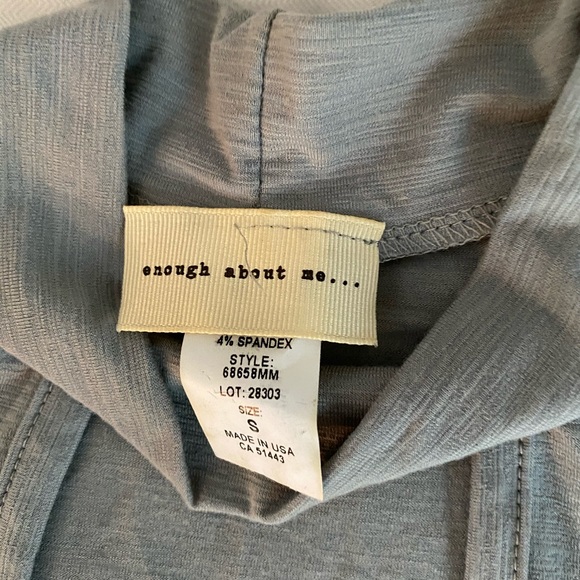 enough about me...
4% SPANDEX
STYLE:
68658MM
LOT: 28303
SIZE:
S
MADE IN USA
CA 51443